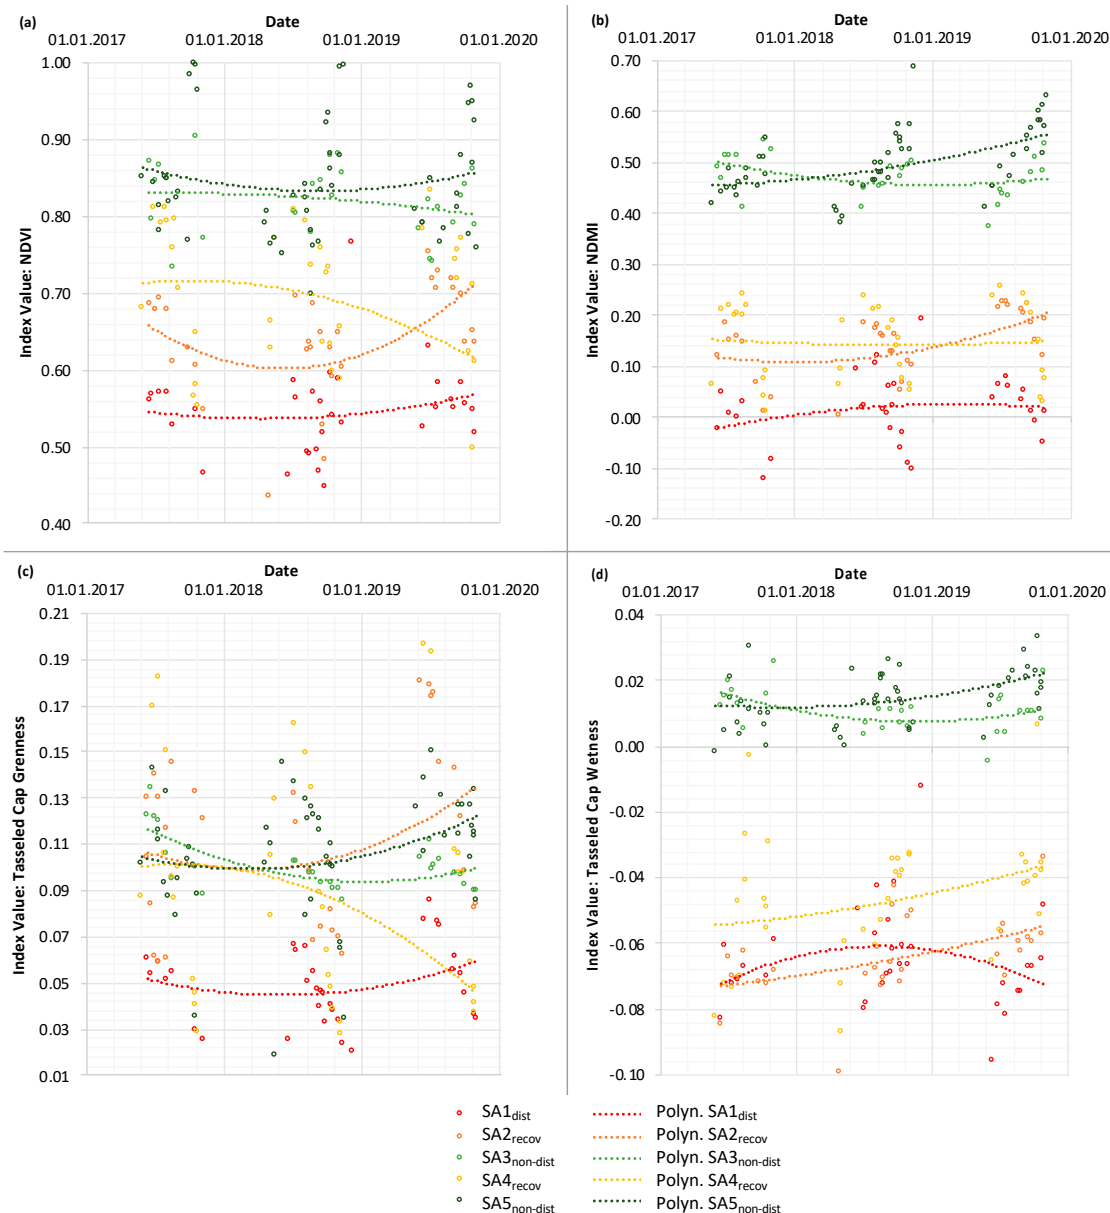 (a)
Date
01.01.2017 01.01.2018 01.01.2019 01.01.2020
1.00
0.90
0.80
0.70
0.60
0.50
0.40
Index Value: NDVI
(b)
Date
01.01.2017 01.01.2018 01.01.2019 01.01.2020
0.70
0.60
0.50
0.40
0.30
0.20
0.10
0.00
-0.10
-0.20
Index Value: NDMI
(c)
Date
01.01.2017 01.01.2018 01.01.2019 01.01.2020
0.21
0.19
0.17
0.15
0.13
0.11
0.09
0.07
0.05
0.03
0.01
Index Value: Tasseled Cap Grenness
(d)
Date
01.01.2017 01.01.2018 01.01.2019 01.01.2020
0.04
0.02
0.00
-0.02
-0.04
-0.06
-0.08
-0.10
Index Value: Tasseled Cap Wetness
SA1dist Polyn. SA1dist
SA2recov Polyn. SA2recov
SA3non-dist Polyn. SA3non-dist
SA4recov Polyn. SA4recov
SA5non-dist Polyn. SA5non-dist